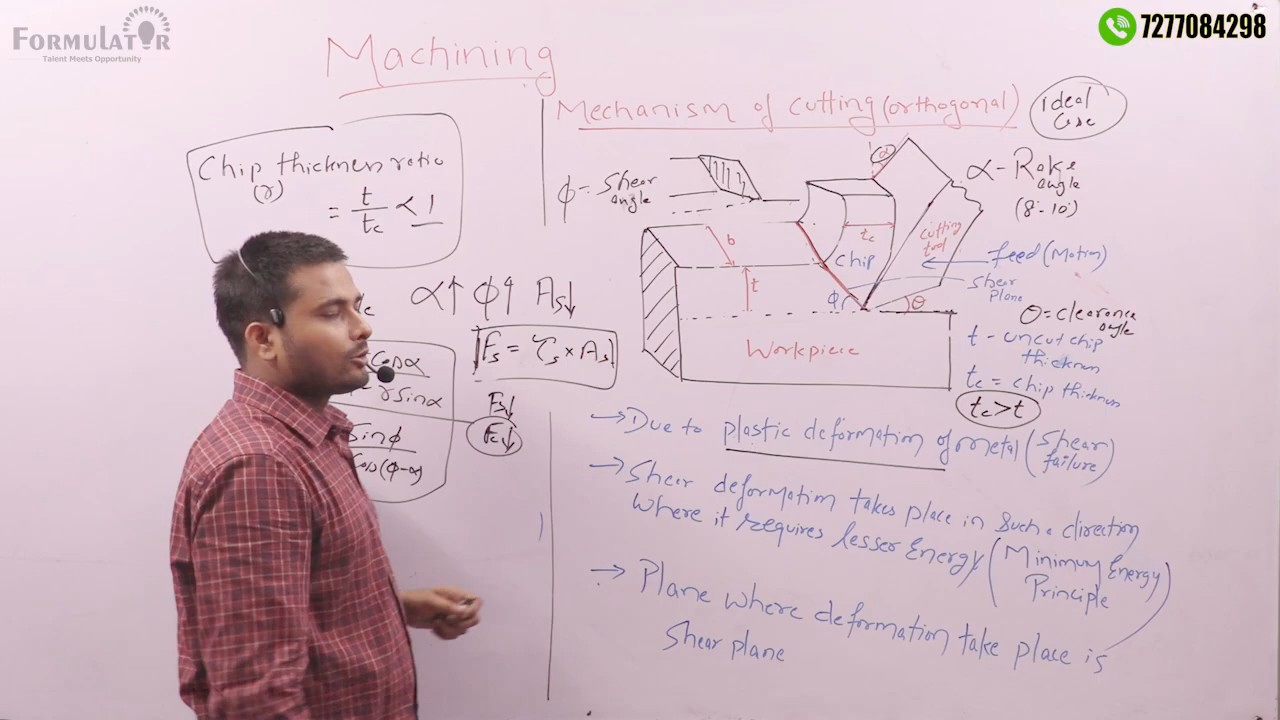 FORMULATOR
Talent Meets Opportunity
7277084298
Machining
Chip thickness ratio
(r)
= t/tc < 1
α↑ φ↑ As↓
Fs = τs × As
Fs↓
Fc↓
cosα
- r sinα
sinφ
cos(φ-α)
Mechanism of cutting (orthogonal)
ideal
case
φ = shear
angle
α
α - Rake
angle
(8°-10°)
b
t
tc
chip
cutting
tool
feed (Motion)
shear
plane
φ
θ
θ = clearance
angle
Workpiece
t - uncut chip
thickness
tc = chip thickness
tc > t
→ Due to plastic deformation of metal (shear
failure)
→ Shear deformation takes place in such a direction
where it requires lesser Energy (Minimum Energy
Principle)
→ Plane where deformation take place is
shear plane